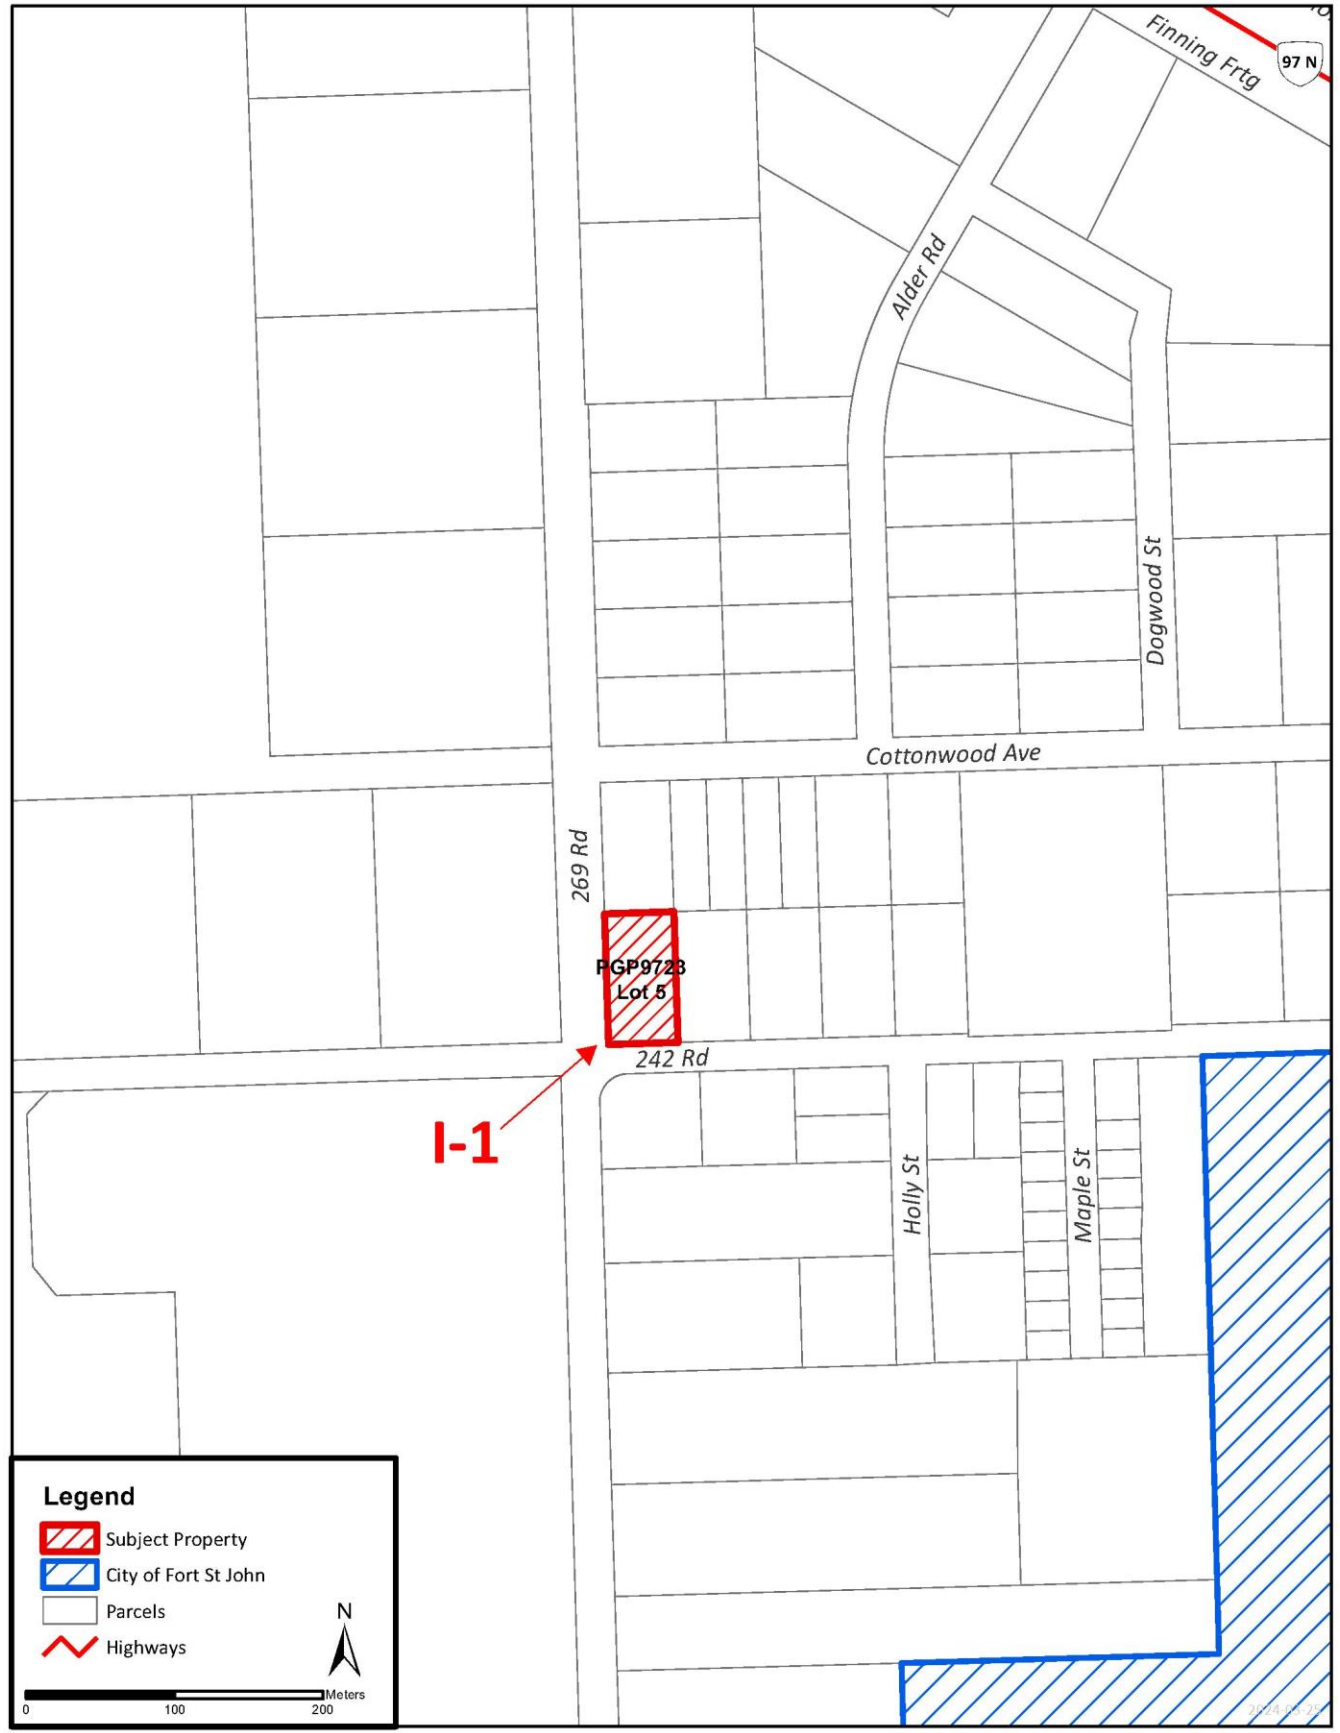 Finning Frtg
97 N
Alder Rd
Dogwood St
Cottonwood Ave
269 Rd
PGP9723
Lot 5
242 Rd
I-1
Holly St
Maple St
Legend
Subject Property
City of Fort St John
Parcels
Highways
N
Meters
0 100 200